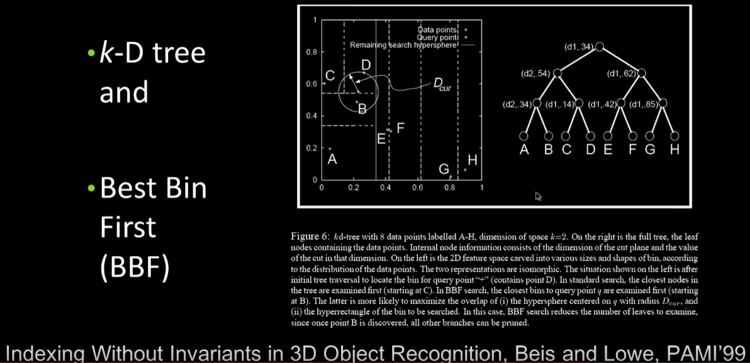 •k-D tree
and
•Best Bin
First
(BBF)
1
0.8
0.6
0.4
0.2
0
0 0.2 0.4 0.6 0.8 1
Data points
Query point
Remaining search hypersphere
C
D
Dcur
B
E
F
A
G
H
(d1,.34)
(d2,.54) (d1,.62)
(d2,.34) (d1,.14) (d1,.42) (d1,.85)
A B C D E F G H
Figure 6: kd-tree with 8 data points labelled A-H, dimension of space k=2. On the right is the full tree, the leaf
nodes containing the data points. Internal node information consists of the dimension of the cut plane and the value
of the cut in that dimension. On the left is the 2D feature space carved into various sizes and shapes of bin, according
to the distribution of the data points. The two representations are isomorphic. The situation shown on the left is after
initial tree traversal to locate the bin for query point "+" (contains point D). In standard search, the closest nodes in
the tree are examined first (starting at C). In BBF search, the closest bins to query point q are examined first (starting
at B). The latter is more likely to maximize the overlap of (i) the hypersphere centered on q with radius Dcur, and
(ii) the hyperrectangle of the bin to be searched. In this case, BBF search reduces the number of leaves to examine,
since once point B is discovered, all other branches can be pruned.
Indexing Without Invariants in 3D Object Recognition, Beis and Lowe, PAMI'99